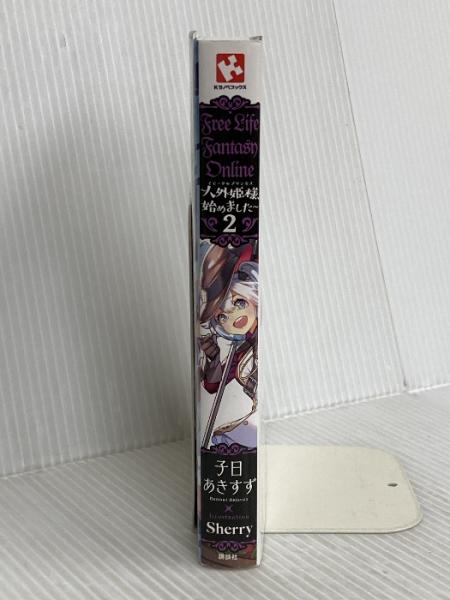 Kラノベブックス
Free Life
Fantasy
Online
人外姫様、
始めました~
2
子日
あきすず
Illustration
Sherry
講談社